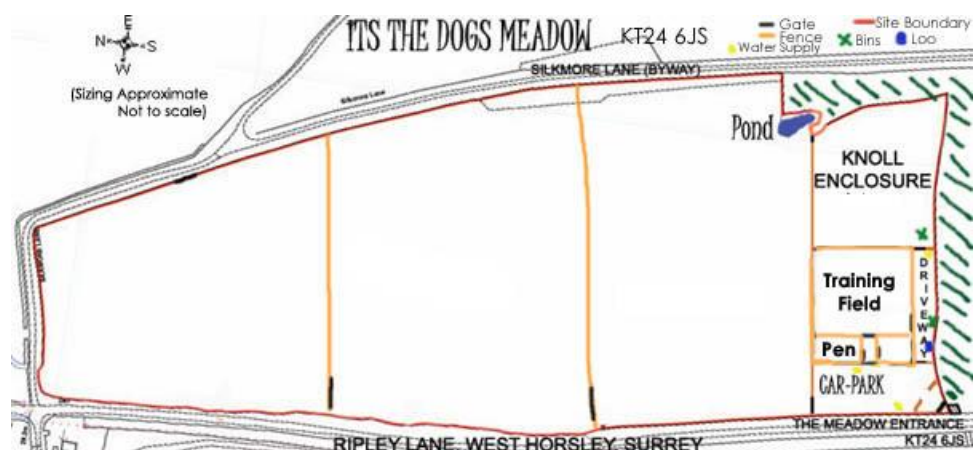 E
N S
W
(Sizing Approximate
Not to scale)
ITS THE DOGS MEADOW
KT24 6JS
Gate
Fence
Water Supply
Site Boundary
Bins
Loo
SILKMORE LANE (BYWAY)
Silkmore Lane
Pond
KNOLL
ENCLOSURE
Training
Field
DRIVEWAY
Pen
CAR-PARK
THE MEADOW ENTRANCE
KT24 6JS
RIPLEY LANE, WEST HORSLEY, SURREY